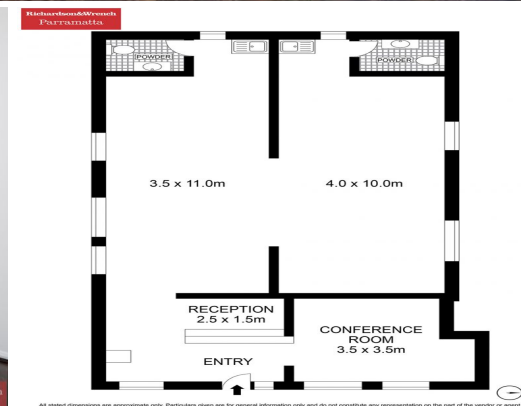 Richardson&Wrench
Parramatta
POWDER
POWDER
3.5 x 11.0m
4.0 x 10.0m
RECEPTION
2.5 x 1.5m
CONFERENCE
ROOM
3.5 x 3.5m
ENTRY
All stated dimensions are approximate only. Particulars given are for general information only and do not constitute any representation on the part of the vendor or agent